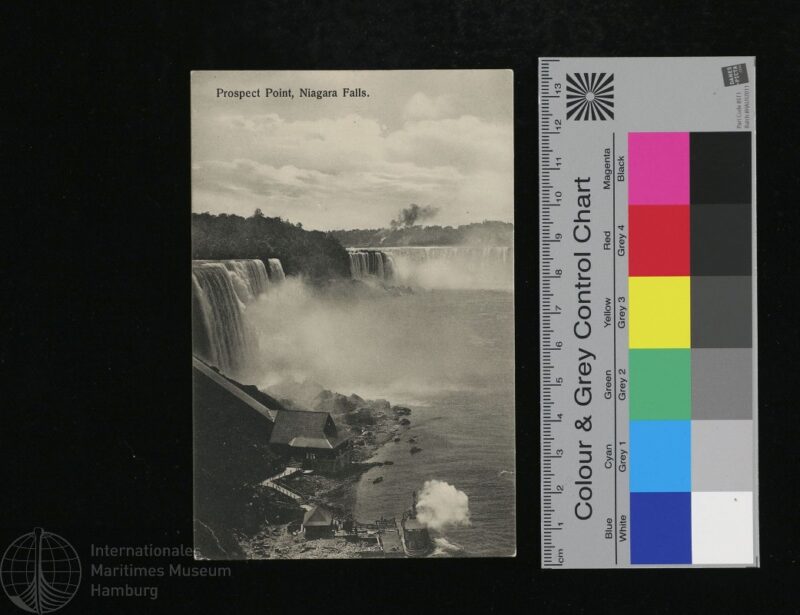 Prospect Point, Niagara Falls.
Colour & Grey Control Chart
Blue
Cyan
Green
Yellow
Red
Magenta
White
Grey 1
Grey 2
Grey 3
Grey 4
Black
cm
1
2
3
4
5
6
7
8
9
10
11
12
13
Internationales
Maritimes Museum
Hamburg